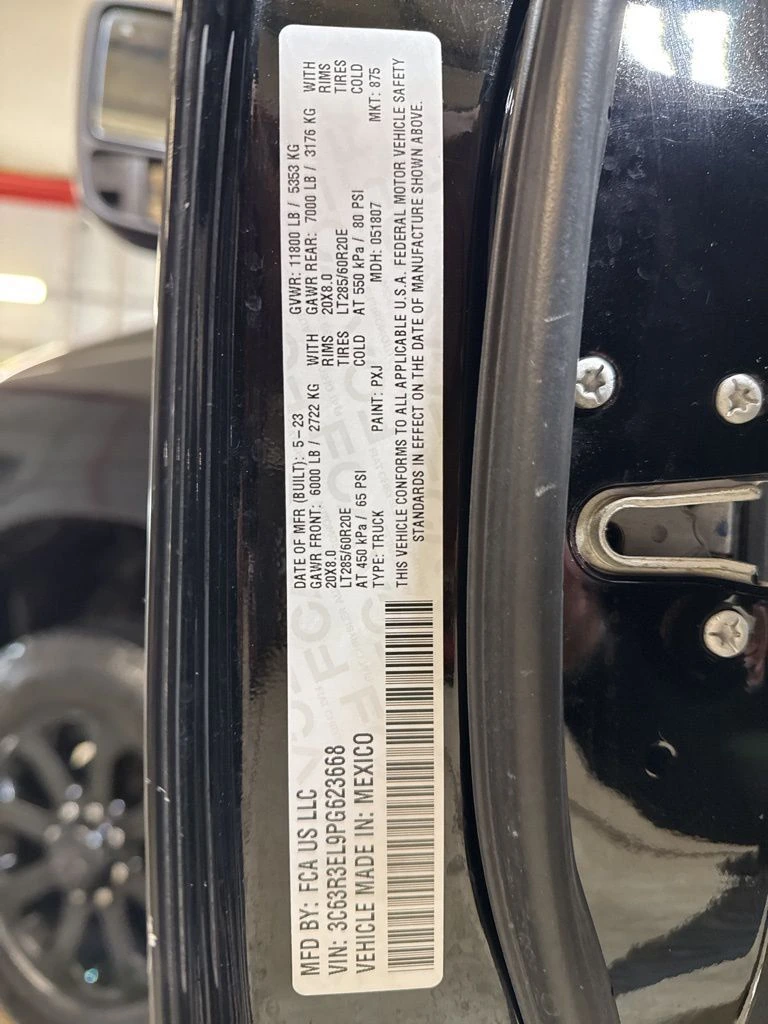 MFD BY: FCA US LLC
VIN: 3C63R3EL9PG623668
VEHICLE MADE IN: MEXICO
DATE OF MFR (BUILT): 5-23 GVWR: 11800 LB / 5353 KG
GAWR FRONT: 6000 LB / 2722 KG WITH GAWR REAR: 7000 LB / 3176 KG WITH
20X8.0 RIMS 20X8.0 RIMS
LT285/60R20E TIRES LT285/60R20E TIRES
AT 450 kPa / 65 PSI COLD AT 550 kPa / 80 PSI COLD
TYPE: TRUCK PAINT: PXJ MDH: 051807 MKT: 875
THIS VEHICLE CONFORMS TO ALL APPLICABLE U.S.A. FEDERAL MOTOR VEHICLE SAFETY
STANDARDS IN EFFECT ON THE DATE OF MANUFACTURE SHOWN ABOVE.